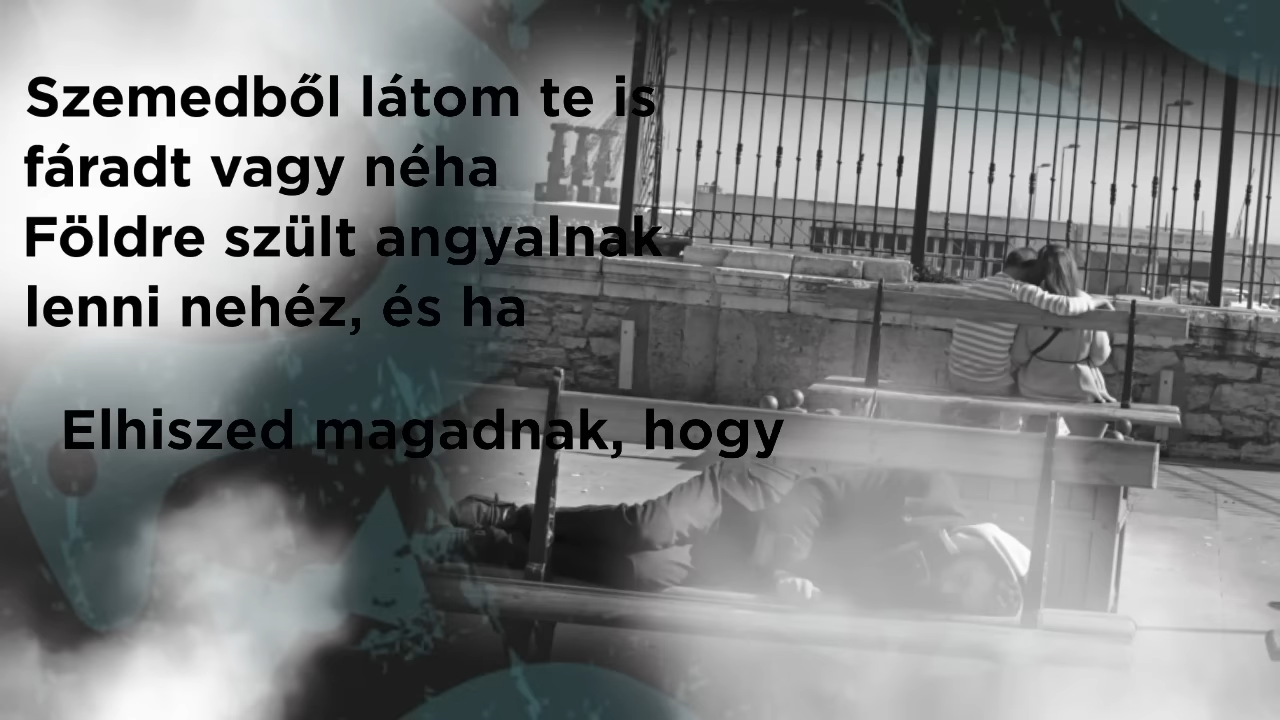 Szemedből látom te is
fáradt vagy néha
Földre szült angyalnak
lenni nehéz, és ha
Elhiszed magadnak, hogy